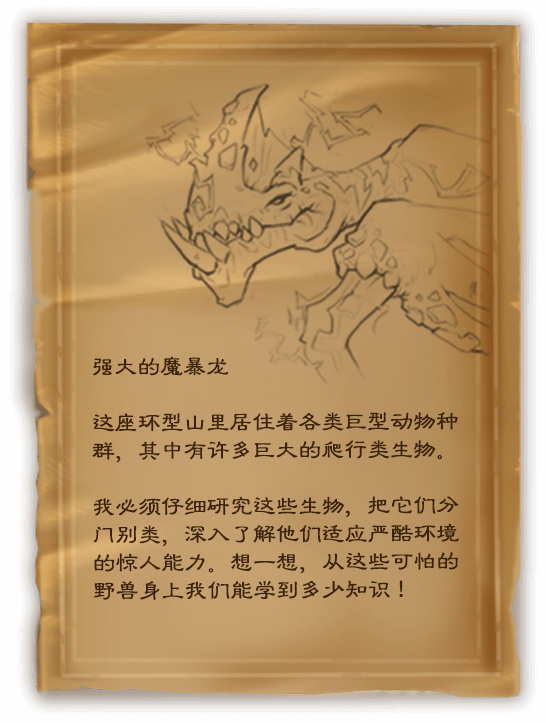 强大的魔暴龙
这座环型山里居住着各类巨型动物种
群，其中有许多巨大的爬行类生物。
我必须仔细研究这些生物，把它们分
门别类，深入了解他们适应严酷环境
的惊人能力。想一想，从这些可怕的
野兽身上我们能学到多少知识！